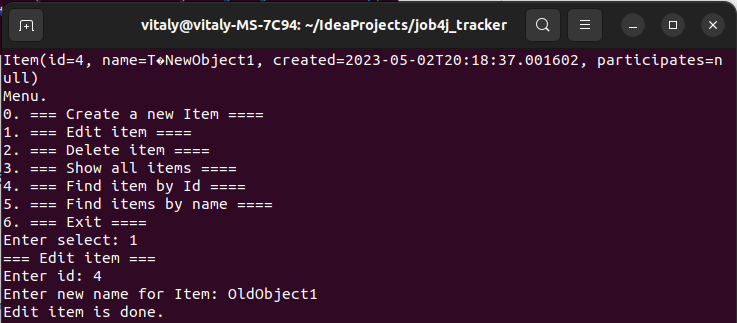 vitaly@vitaly-MS-7C94: ~/IdeaProjects/job4j_tracker
Item(id=4, name=T�NewObject1, created=2023-05-02T20:18:37.001602, participates=n
ull)
Menu.
0. === Create a new Item ====
1. === Edit item ====
2. === Delete item ====
3. === Show all items ====
4. === Find item by Id ====
5. === Find items by name ====
6. === Exit ====
Enter select: 1
=== Edit item ===
Enter id: 4
Enter new name for Item: OldObject1
Edit item is done.